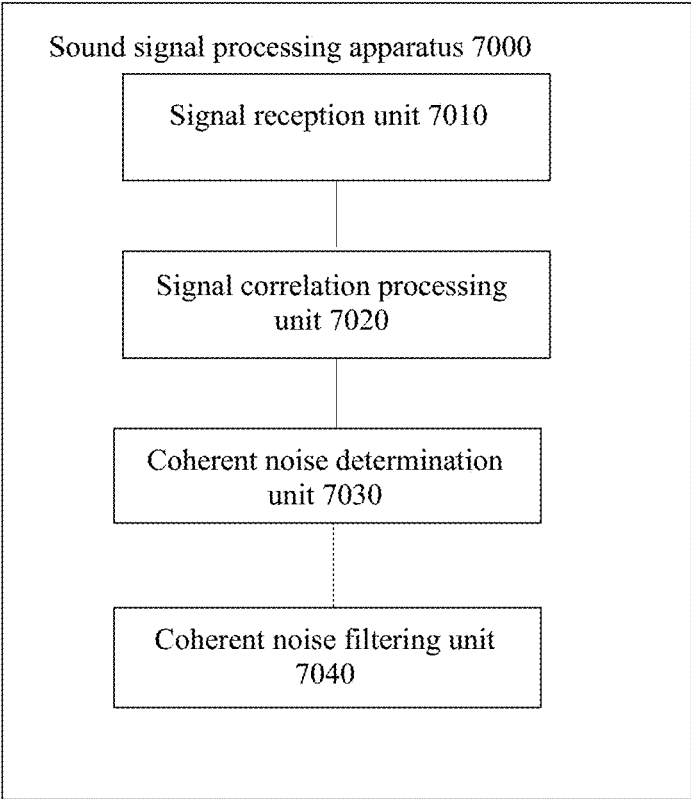 Sound signal processing apparatus 7000
Signal reception unit 7010
Signal correlation processing
unit 7020
Coherent noise determination
unit 7030
Coherent noise filtering unit
7040